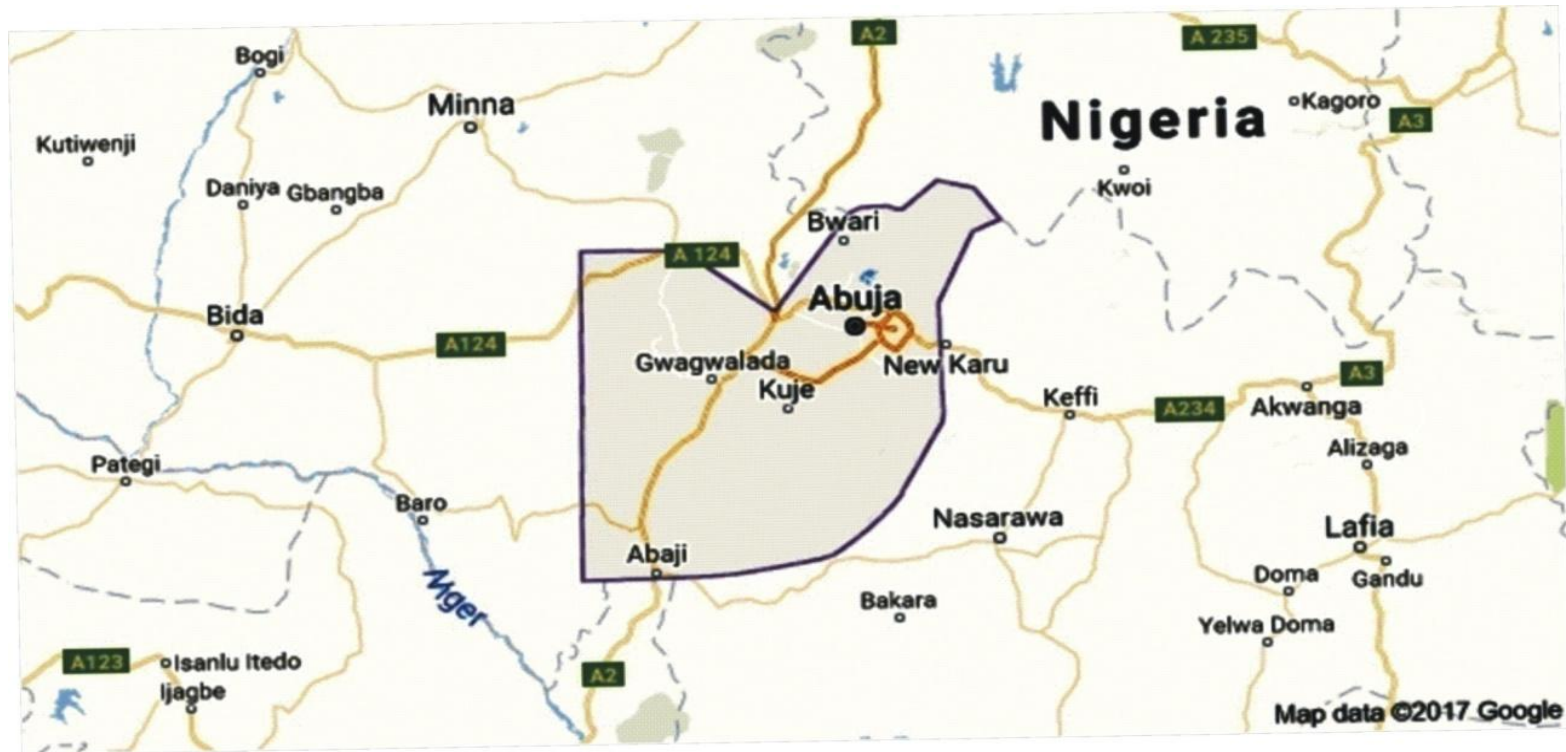 A2
A 235
Bogi
Minna
Nigeria
Kagoro
A3
Kutiwenji
Daniya
Gbangba
Kwoi
Bwari
A 124
Abuja
Bida
A124
Gwagwalada
New Karu
Kuje
Keffi
A234
A3
Akwanga
Alizaga
Pategi
Baro
Nasarawa
Lafia
Abaji
Doma
Gandu
Mger
Bakara
Yelwa Doma
A123
Isanlu Itedo
A2
Ijagbe
Map data ©2017 Google